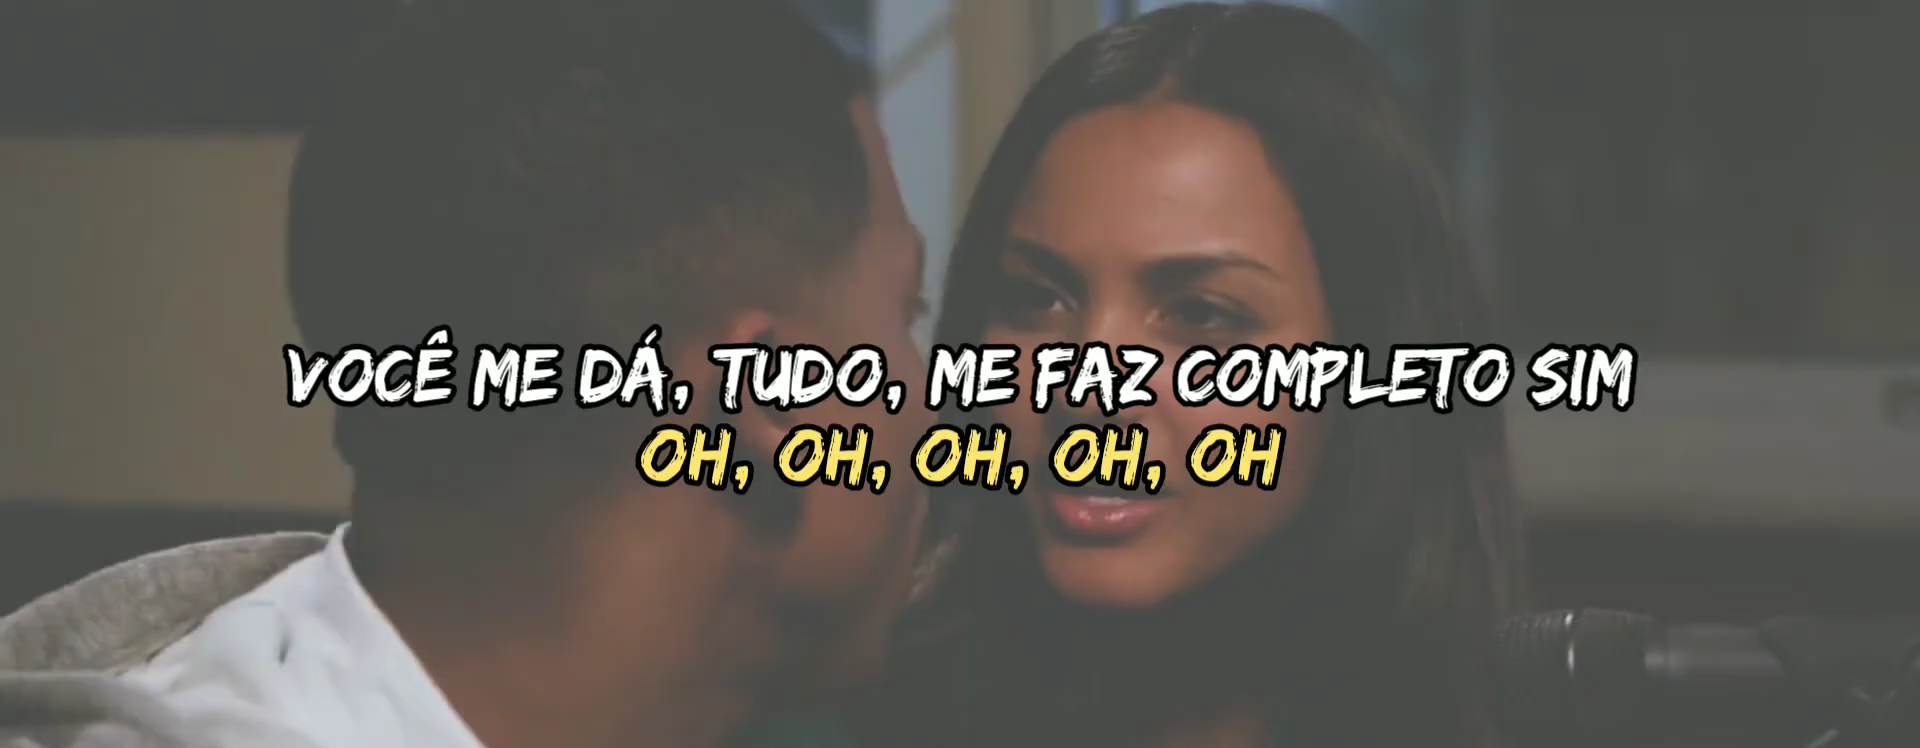 VOCÊ ME DÁ, TUDO, ME FAZ COMPLETO SIM
OH, OH, OH, OH, OH